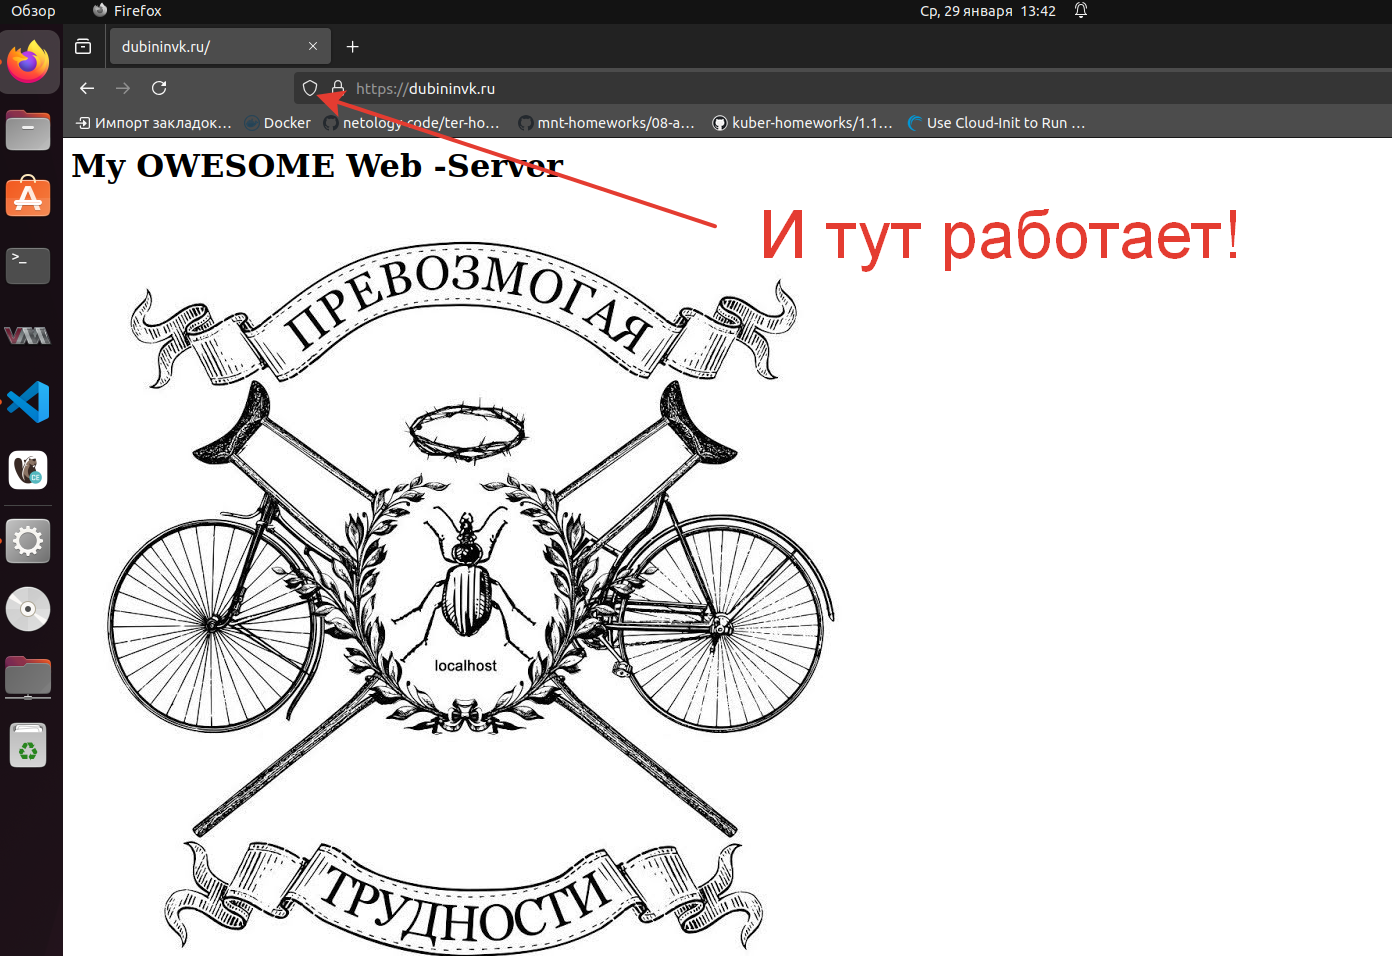 Обзор
Firefox
Ср, 29 января 13:42
dubininvk.ru/
https://dubininvk.ru
Импорт закладок…
Docker
netology-code/ter-ho…
mnt-homeworks/08-a…
kuber-homeworks/1.1…
Use Cloud-Init to Run …
My OWESOME Web -Server
И тут работает!
ПРЕВОЗМОГАЯ
localhost
ТРУДНОСТИ